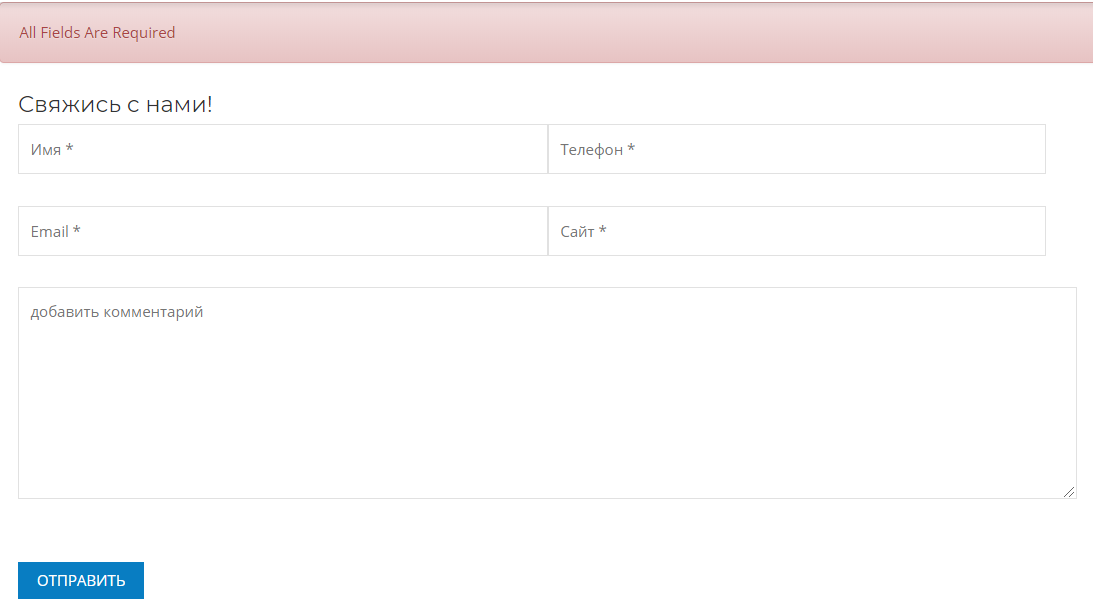 All Fields Are Required
Свяжись с нами!
Имя *
Телефон *
Email *
Сайт *
добавить комментарий
ОТПРАВИТЬ